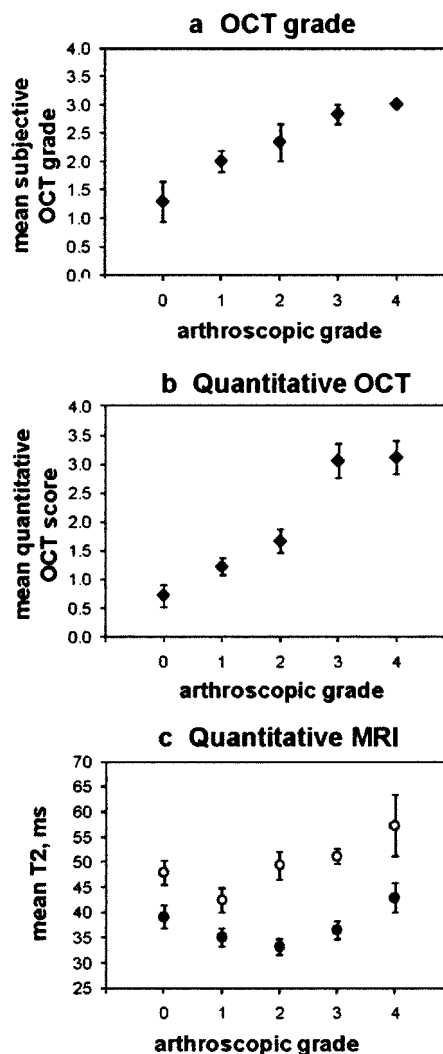 a OCT grade
mean subjective
OCT grade
4.0
3.5
3.0
2.5
2.0
1.5
1.0
0.5
0.0
0 1 2 3 4
arthroscopic grade
b Quantitative OCT
mean quantitative
OCT score
4.0
3.5
3.0
2.5
2.0
1.5
1.0
0.5
0.0
0 1 2 3 4
arthroscopic grade
c Quantitative MRI
mean T2, ms
70
65
60
55
50
45
40
35
30
25
0 1 2 3 4
arthroscopic grade